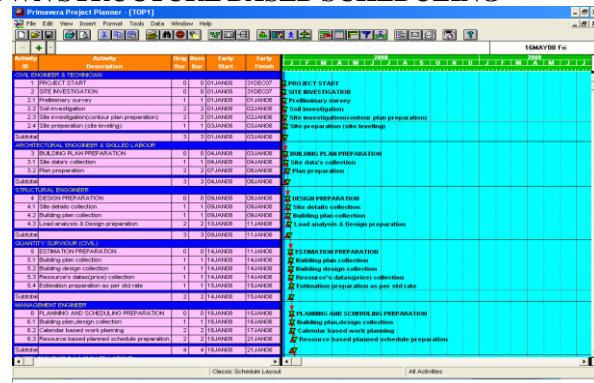 OWN STRUCTURE BASED SCHEDULING
Primavera Project Planner - [TOP1]
File Edit View Insert Format Tools Data Window Help
16MAY08 Fri
Activity ID Activity Description Orig Dur Rem Dur Early Start Early Finish 2008 2009
J F M A M J J A S O N D J F M A M J J
CIVIL ENGINEER & TECHNICIAN
1 PROJECT START 0 0 01JAN08 31DEC07 PROJECT START
2 SITE INVESTIGATION 0 0 01JAN08 31DEC07 SITE INVESTIGATION
2.1 Preliminary survey 1 1 01JAN08 01JAN08 Preliminary survey
2.2 Soil investigation 2 2 01JAN08 02JAN08 Soil investigation
2.3 Site investigation(contour plan preparation) 2 2 01JAN08 02JAN08 Site investigation(contour plan preparation)
2.4 Site preparation (site leveling) 1 1 03JAN08 03JAN08 Site preparation (site leveling)
Subtotal 3 3 01JAN08 03JAN08
ARCHITECTURAL ENGGINEER & SKILLED LABOUR
3 BUILDING PLAN PREPARATION 0 0 04JAN08 03JAN08 BUILDING PLAN PREPARATION
3.1 Site data's collection 1 1 04JAN08 04JAN08 Site data's collection
3.2 Plan preparation 2 2 07JAN08 08JAN08 Plan preparation
Subtotal 3 3 04JAN08 08JAN08
STRUCTURAL ENGGINEER
4 DESIGN PREPARATION 0 0 09JAN08 08JAN08 DESIGN PREPARATION
4.1 Site details collection 1 1 09JAN08 09JAN08 Site details collection
4.2 Building plan collection 1 1 09JAN08 09JAN08 Building plan collection
4.3 Load analysis & Design preparation 2 2 10JAN08 11JAN08 Load analysis & Design preparation
Subtotal 3 3 09JAN08 11JAN08
QUANTITY SURVIOUR (CIVIL)
5 ESTIMATION PREPARATION 0 0 14JAN08 11JAN08 ESTIMATION PREPARATION
5.1 Building plan collection 1 1 14JAN08 14JAN08 Building plan collection
5.2 Building design collection 1 1 14JAN08 14JAN08 Building design collection
5.3 Resource's datas(price) collection 1 1 14JAN08 14JAN08 Resource's datas(price) collection
5.4 Estimation preparation as per std rate 1 1 15JAN08 15JAN08 Estimation preparation as per std rate
Subtotal 2 2 14JAN08 15JAN08
MANAGEMENT ENGINEER
6 PLANNING AND SCHEDULING PREPARATION 0 0 16JAN08 15JAN08 PLANNING AND SCHEDULING PREPARATION
6.1 Building plan,design collection 1 1 16JAN08 16JAN08 Building plan,design collection
6.2 Calendar based work planning 2 2 16JAN08 17JAN08 Calendar based work planning
6.3 Resource based planned schedule preparation 2 2 18JAN08 21JAN08 Resource based planned schedule preparation
Subtotal 4 4 16JAN08 21JAN08
Classic Schedule Layout All Activities